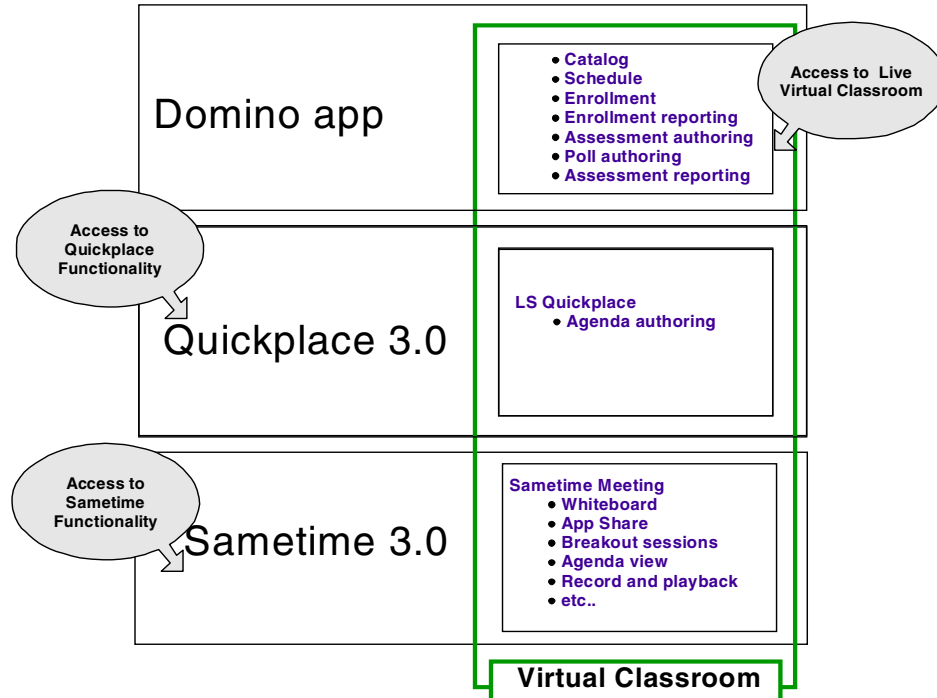 Domino app
Catalog
Schedule
Enrollment
Enrollment reporting
Assessment authoring
Poll authoring
Assessment reporting
Access to Live
Virtual Classroom
Access to
Quickplace
Functionality
Quickplace 3.0
LS Quickplace
Agenda authoring
Access to
Sametime
Functionality
Sametime 3.0
Sametime Meeting
Whiteboard
App Share
Breakout sessions
Agenda view
Record and playback
etc..
Virtual Classroom